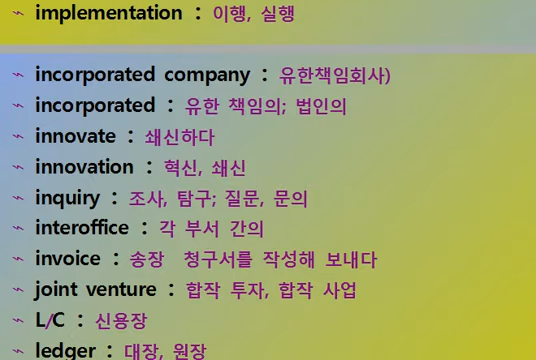 ~ implementation : 이행, 실행
~ incorporated company : 유한책임회사)
~ incorporated : 유한 책임의; 법인의
~ innovate : 쇄신하다
~ innovation : 혁신, 쇄신
~ inquiry : 조사, 탐구; 질문, 문의
~ interoffice : 각 부서 간의
~ invoice : 송장 청구서를 작성해 보내다
~ joint venture : 합작 투자, 합작 사업
~ L/C : 신용장
~ ledger : 대장, 원장